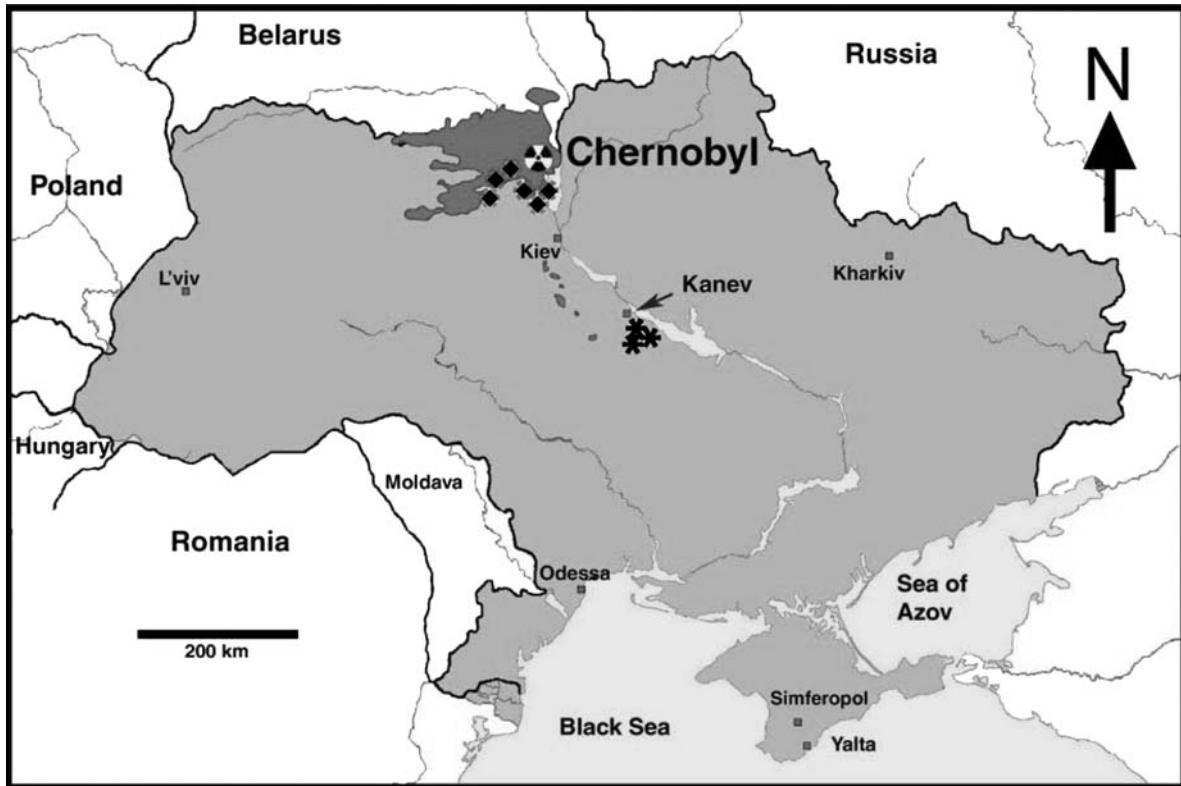 Belarus
Russia
N
Chernobyl
Poland
Kiev
Kharkiv
L'viv
Kanev
Hungary
Moldava
Romania
Odessa
Sea of
Azov
200 km
Simferopol
Black Sea
Yalta